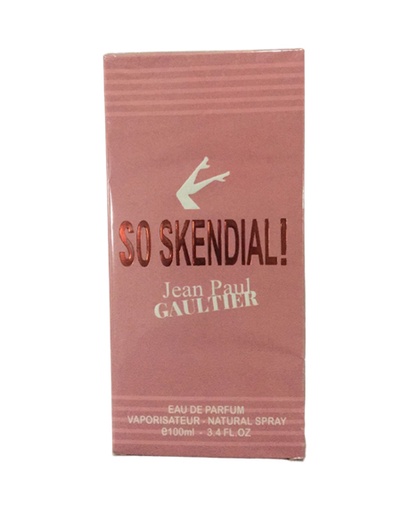 SO SKENDIAL!
Jean Paul
GAULTIER
EAU DE PARFUM
VAPORISATEUR - NATURAL SPRAY
℮100ml - 3.4 FL.OZ